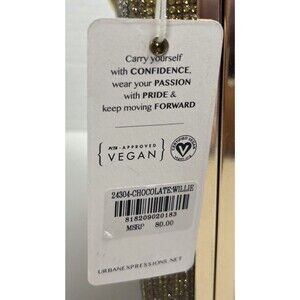 Carry yourself
with CONFIDENCE,
wear your PASSION
with PRIDE &
keep moving FORWARD
PETA - APPROVED
VEGAN
24304-CHOCOLATE:WILLIE
818209020183
MSRP 80.00
URBANEXPRESSIONS.NET